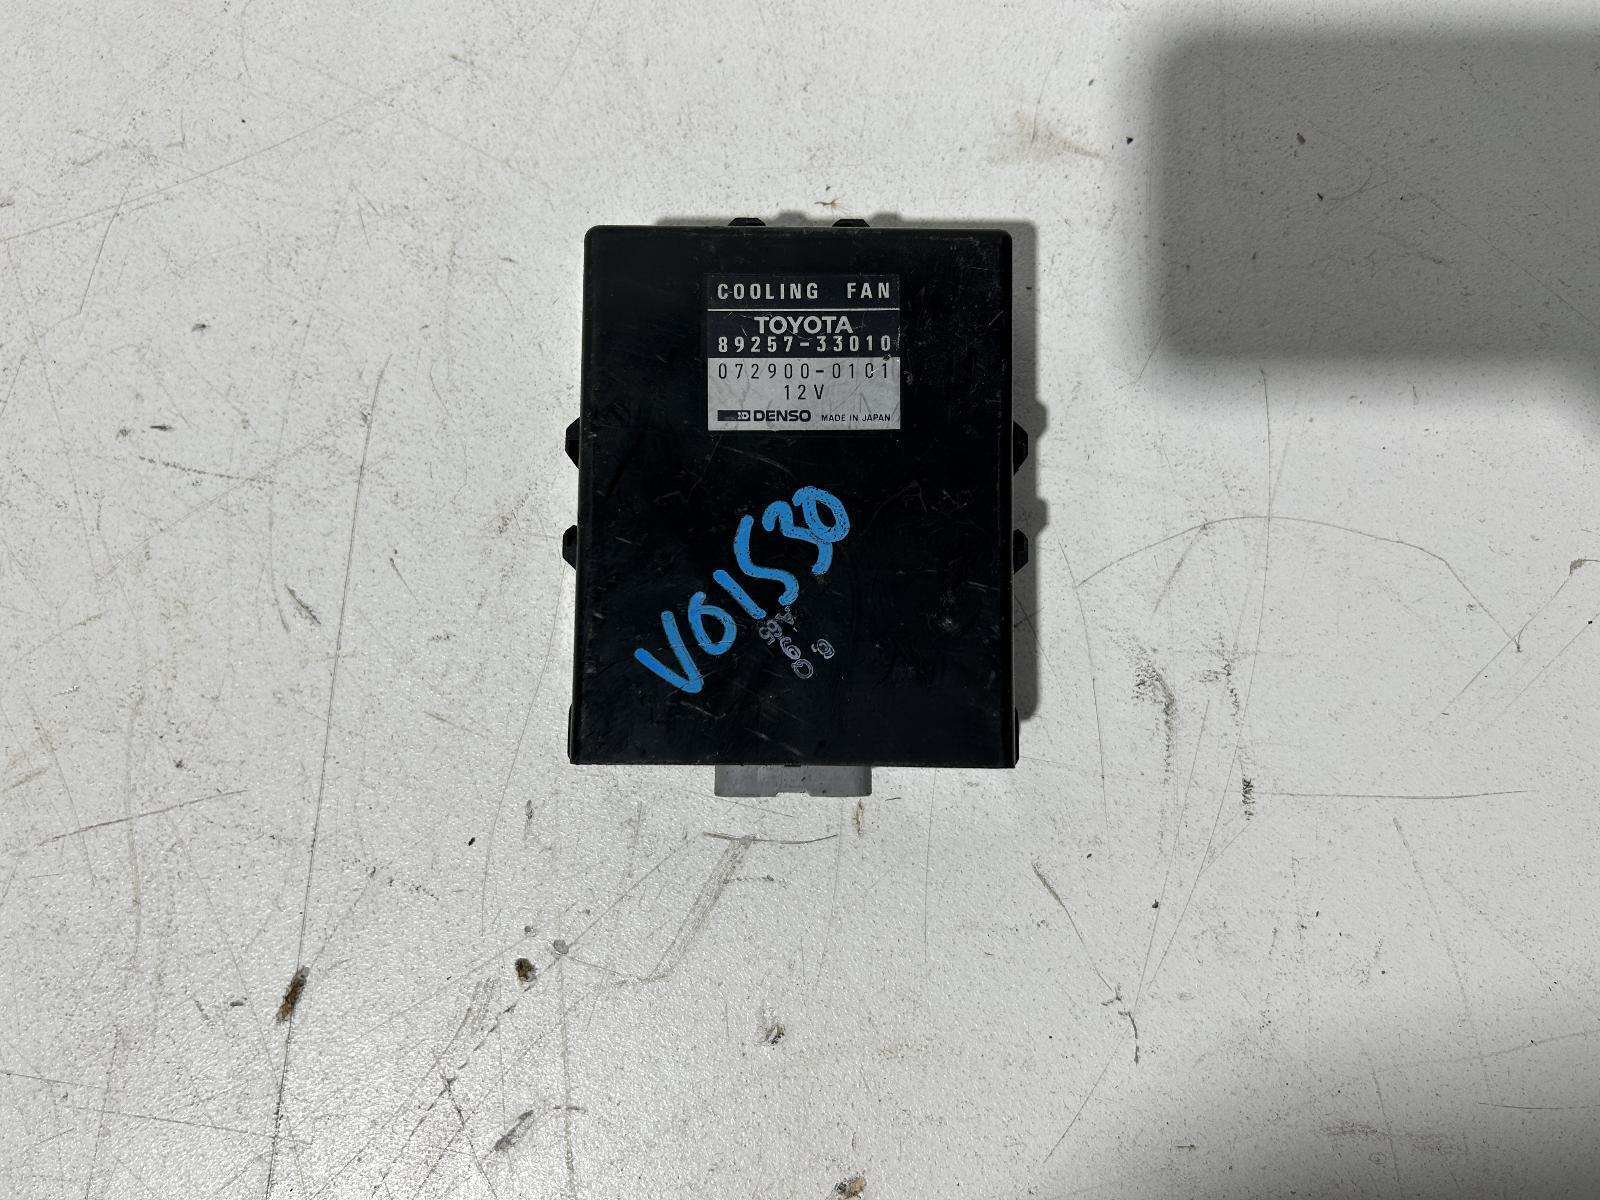 COOLING FAN
TOYOTA
89257-33010
072900-0101
12V
DENSO MADE IN JAPAN
V01530